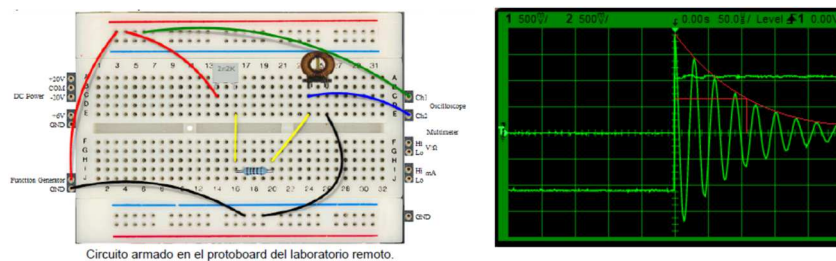 1 500▽/ 2 500▽/ 0.00s 50.0 / Level 1 0.00V
1 3 5 7 9 11 13 15 17 19 21 23 25 27 29 31
+20V
COM
DC Power -20V
+6V
GND
A
E
Ch1
Oscilloscope
Ch2
Multimeter
Hi
Lo
V/Ω
Hi
Lo
mA
F
G
H
I
J
Function Generator
GND
2 4 6 8 10 12 14 16 18 20 22 24 26 28 30 32
GND
Circuito armado en el protoboard del laboratorio remoto.